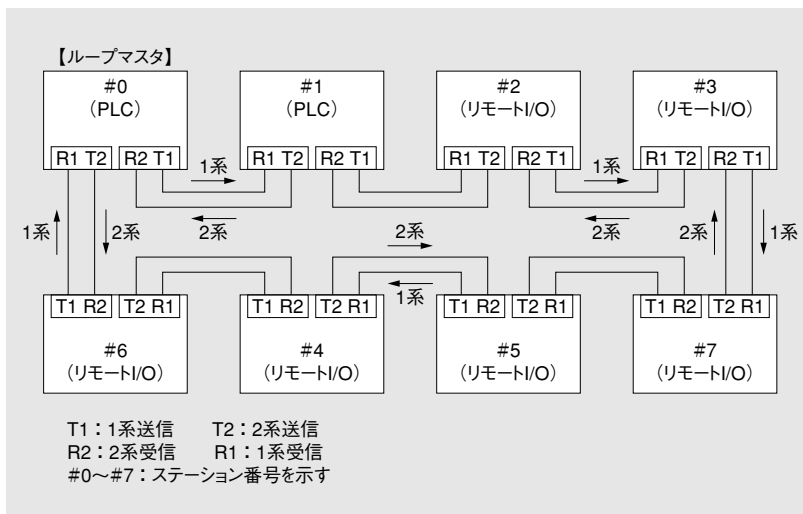 【ループマスタ】
#0
（PLC）
#1
（PLC）
#2
（リモートI/O）
#3
（リモートI/O）
R1 T2 R2 T1
R1 T2 R2 T1
R1 T2 R2 T1
R1 T2 R2 T1
1系
1系
2系
2系
1系
2系
2系
2系
1系
1系
T1 R2 T2 R1
T1 R2 T2 R1
T1 R2 T2 R1
T1 R2 T2 R1
#6
（リモートI/O）
#4
（リモートI/O）
#5
（リモートI/O）
#7
（リモートI/O）
T1：1系送信 T2：2系送信
R2：2系受信 R1：1系受信
#0～#7：ステーション番号を示す